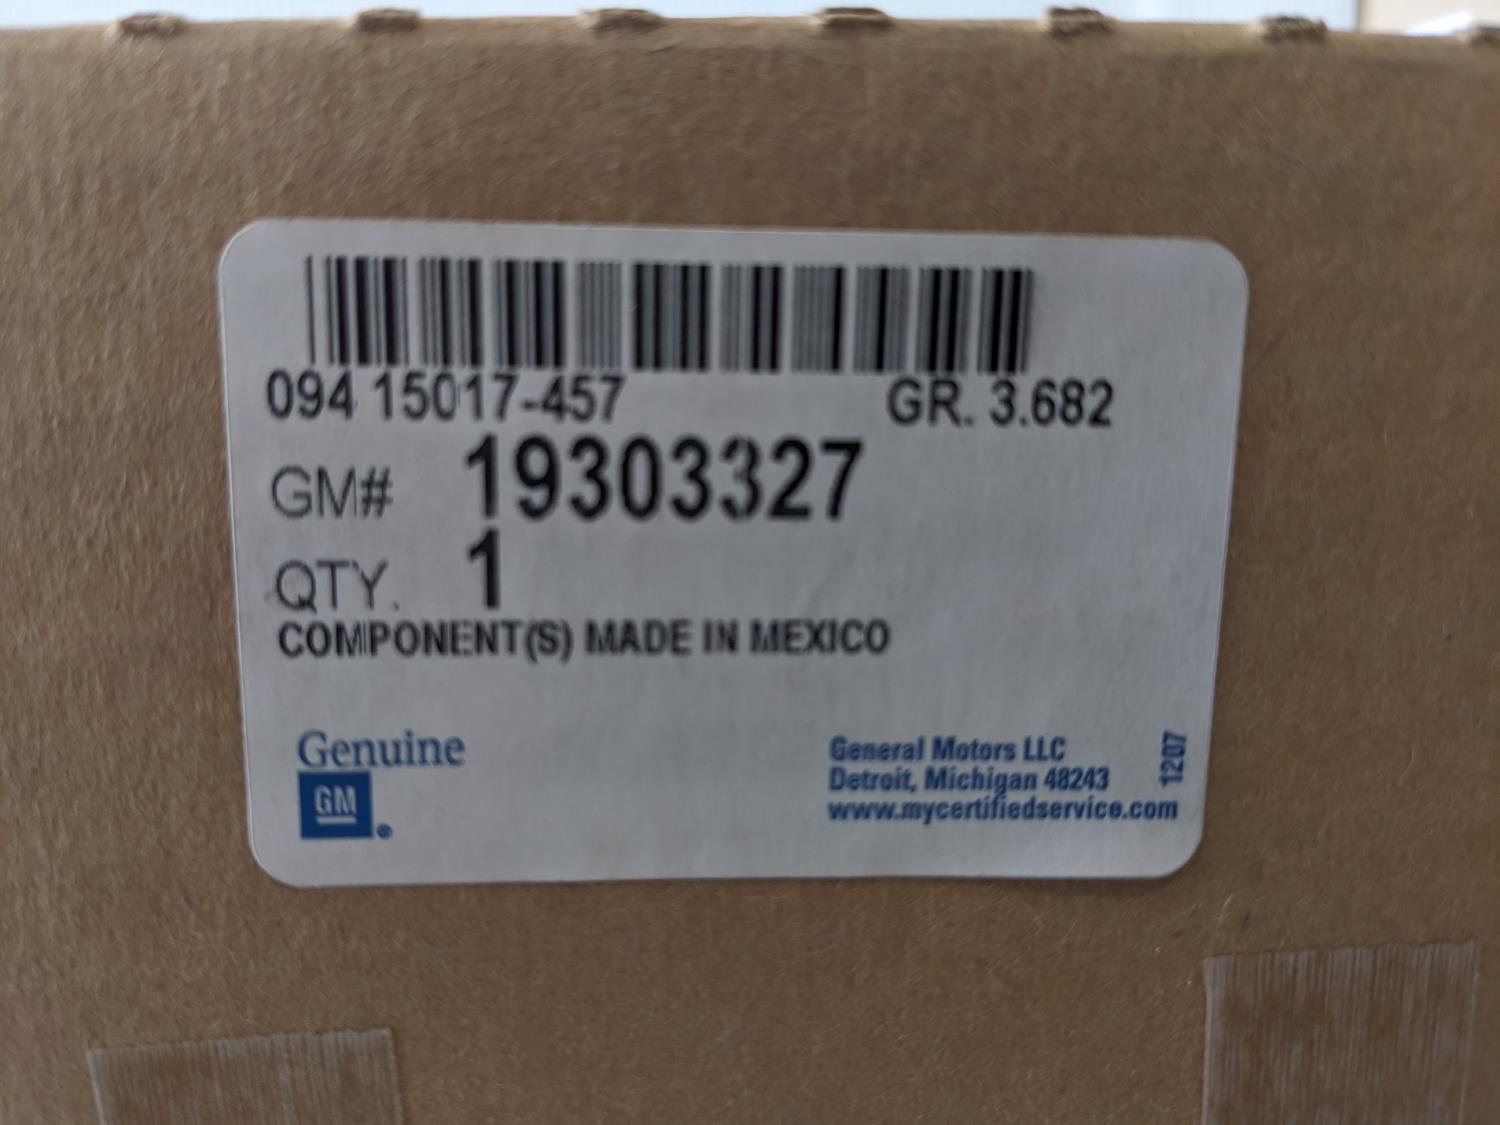 094 15017-457 GR. 3.682
GM# 19303327
QTY. 1
COMPONENT(S) MADE IN MEXICO
Genuine
GM
®
General Motors LLC
Detroit, Michigan 48243
www.mycertifiedservice.com
1207